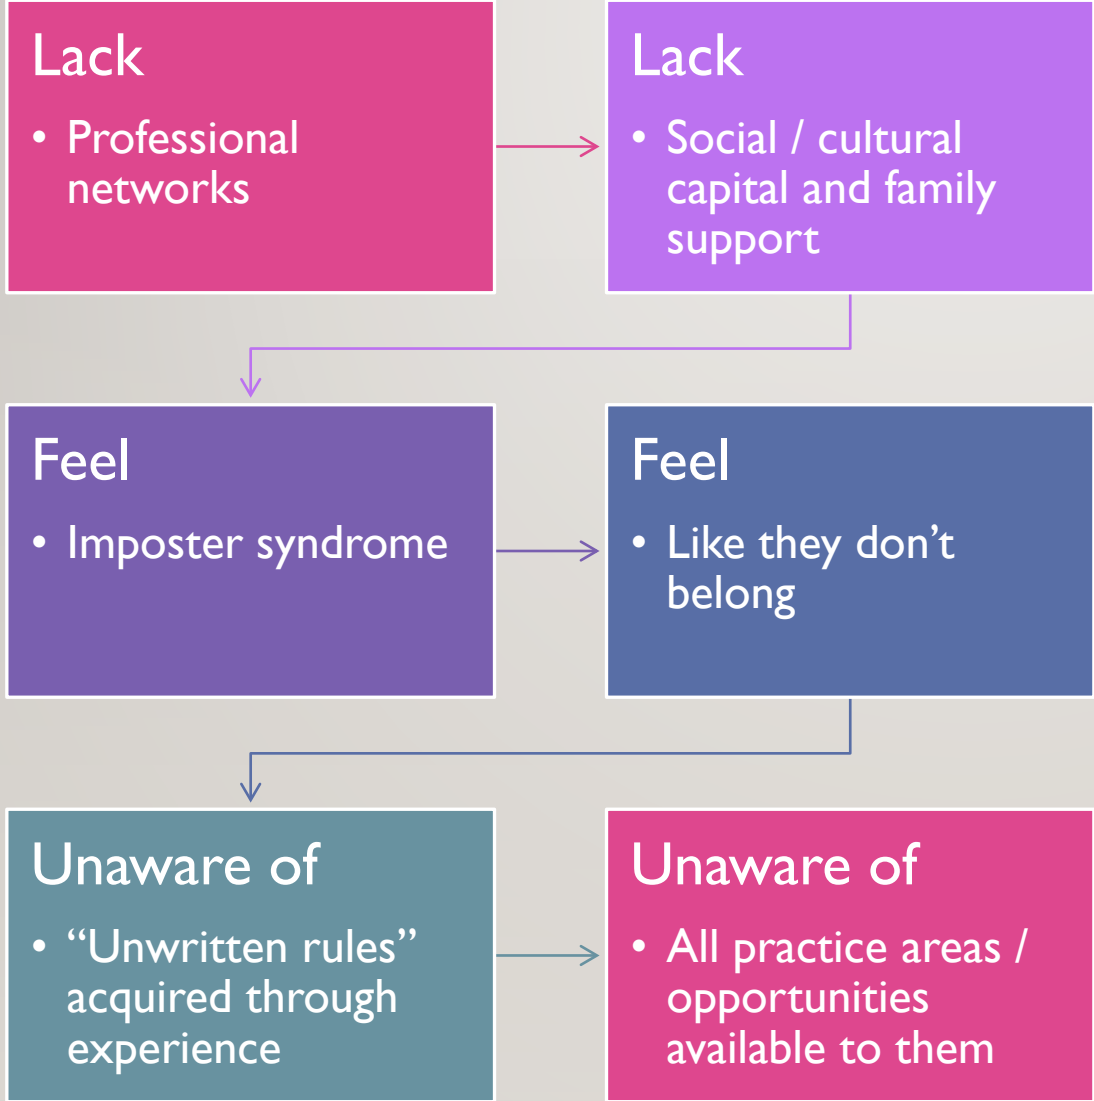 Lack
• Professional
networks
Lack
• Social / cultural
capital and family
support
Feel
• Imposter syndrome
Feel
• Like they don’t
belong
Unaware of
• “Unwritten rules”
acquired through
experience
Unaware of
• All practice areas /
opportunities
available to them